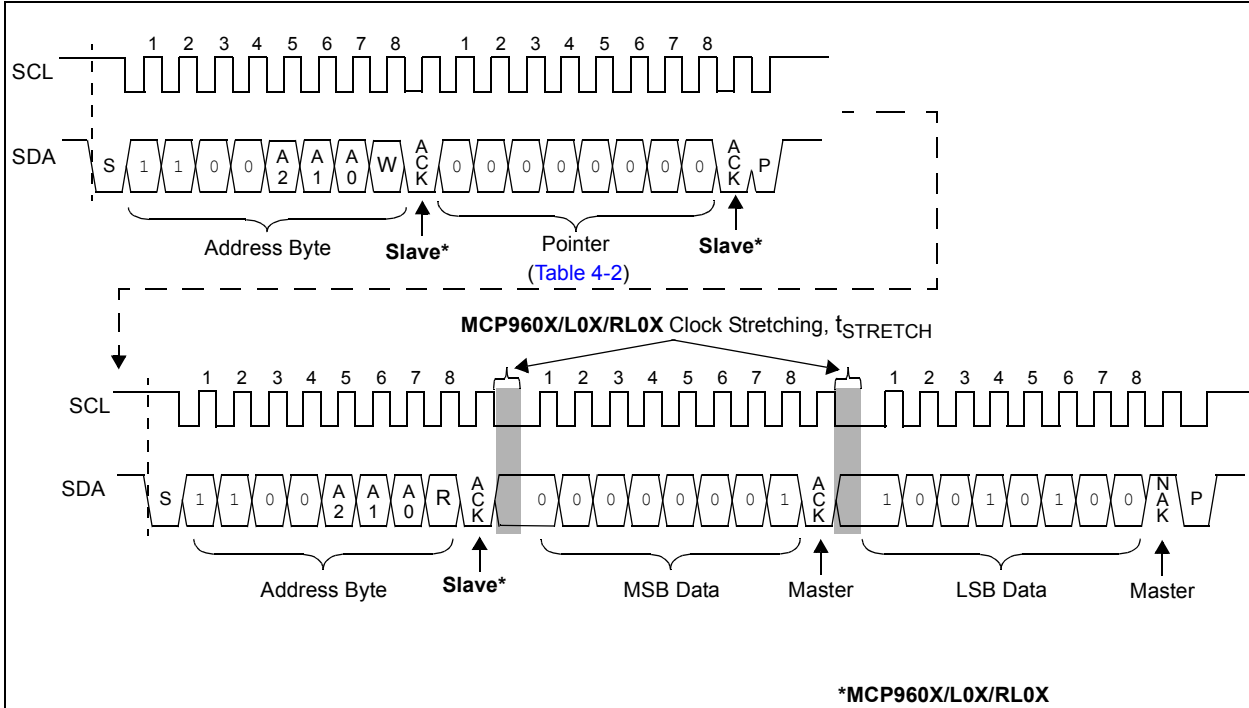 1 2 3 4 5 6 7 8 1 2 3 4 5 6 7 8
SCL
SDA S 1 1 0 0 A2 A1 A0 W ACK 0 0 0 0 0 0 0 0 ACK P
Address Byte Slave* Pointer Slave*
(Table 4-2)
MCP960X/L0X/RL0X Clock Stretching, tSTRETCH
1 2 3 4 5 6 7 8 1 2 3 4 5 6 7 8 1 2 3 4 5 6 7 8
SCL
SDA S 1 1 0 0 A2 A1 A0 R ACK 0 0 0 0 0 0 0 1 ACK 1 0 0 1 0 1 0 0 NAK P
Address Byte Slave* MSB Data Master LSB Data Master
*MCP960X/L0X/RL0X